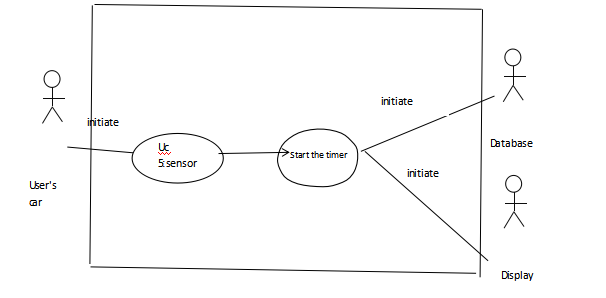 initiate
initiate
Uc
5:sensor
Start the timer
Database
initiate
User's
car
Display